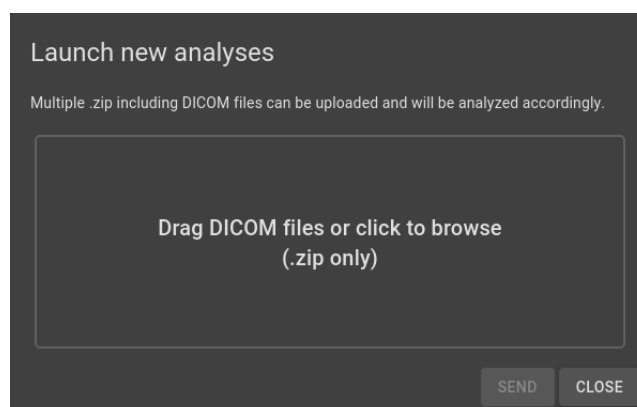 Launch new analyses
Multiple .zip including DICOM files can be uploaded and will be analyzed accordingly.
Drag DICOM files or click to browse
(.zip only)
SEND CLOSE